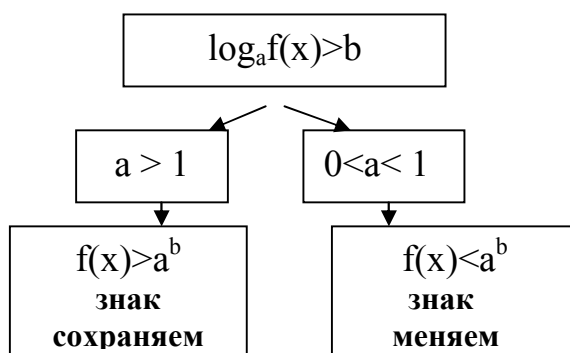 logₐf(x)>b
a > 1
0<a< 1
f(x)>aᵇ
знак
сохраняем
f(x)<aᵇ
знак
меняем